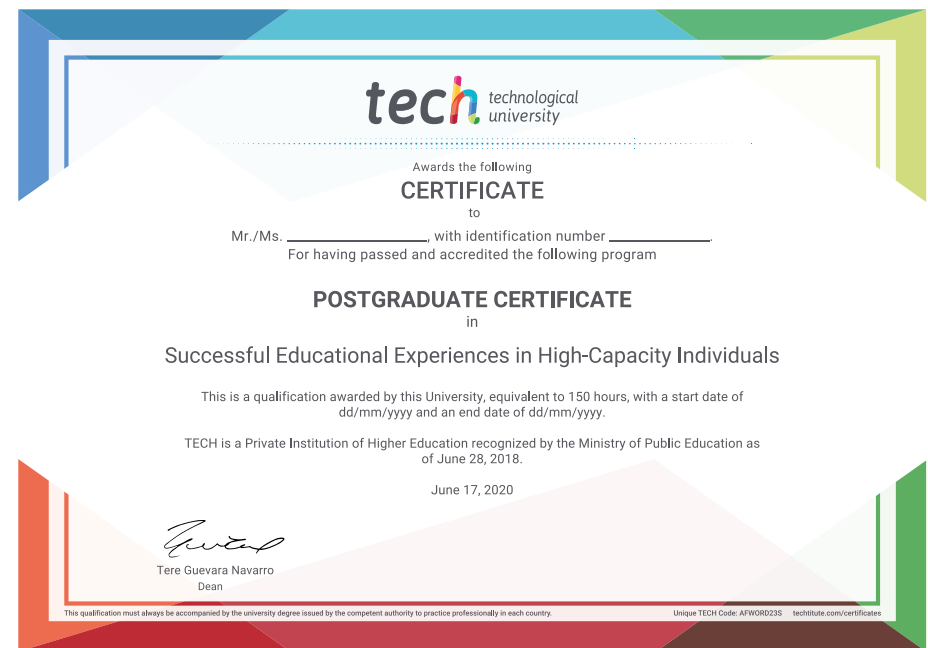 tech technological
university
Awards the following
CERTIFICATE
to
Mr./Ms. ____________________, with identification number ______________.
For having passed and accredited the following program
POSTGRADUATE CERTIFICATE
in
Successful Educational Experiences in High-Capacity Individuals
This is a qualification awarded by this University, equivalent to 150 hours, with a start date of
dd/mm/yyyy and an end date of dd/mm/yyyy.
TECH is a Private Institution of Higher Education recognized by the Ministry of Public Education as
of June 28, 2018.
June 17, 2020
Tere Guevara Navarro
Dean
This qualification must always be accompanied by the university degree issued by the competent authority to practice professionally in each country.
Unique TECH Code: AFWORD23S techtitute.com/certificates